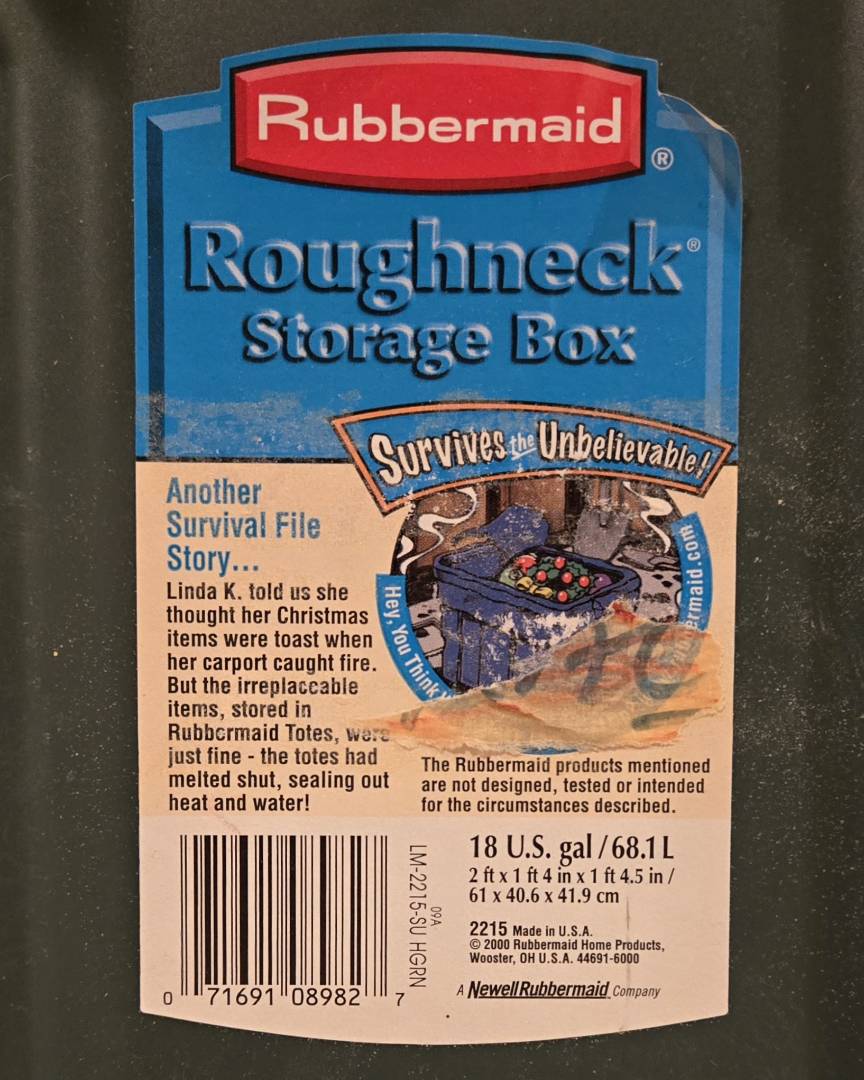 Rubbermaid®
Roughneck®
Storage Box
Survives the Unbelievable!
Another
Survival File
Story...
Linda K. told us she
thought her Christmas
items were toast when
her carport caught fire.
But the irreplaceable
items, stored in
Rubbermaid Totes, were
just fine - the totes had
melted shut, sealing out
heat and water!
Hey, You Think
ermaid.com
The Rubbermaid products mentioned
are not designed, tested or intended
for the circumstances described.
0 71691 08982 7
LM-2215-SU HGRN
09A
18 U.S. gal / 68.1 L
2 ft x 1 ft 4 in x 1 ft 4.5 in /
61 x 40.6 x 41.9 cm
2215 Made in U.S.A.
© 2000 Rubbermaid Home Products,
Wooster, OH U.S.A. 44691-6000
A NewellRubbermaid Company